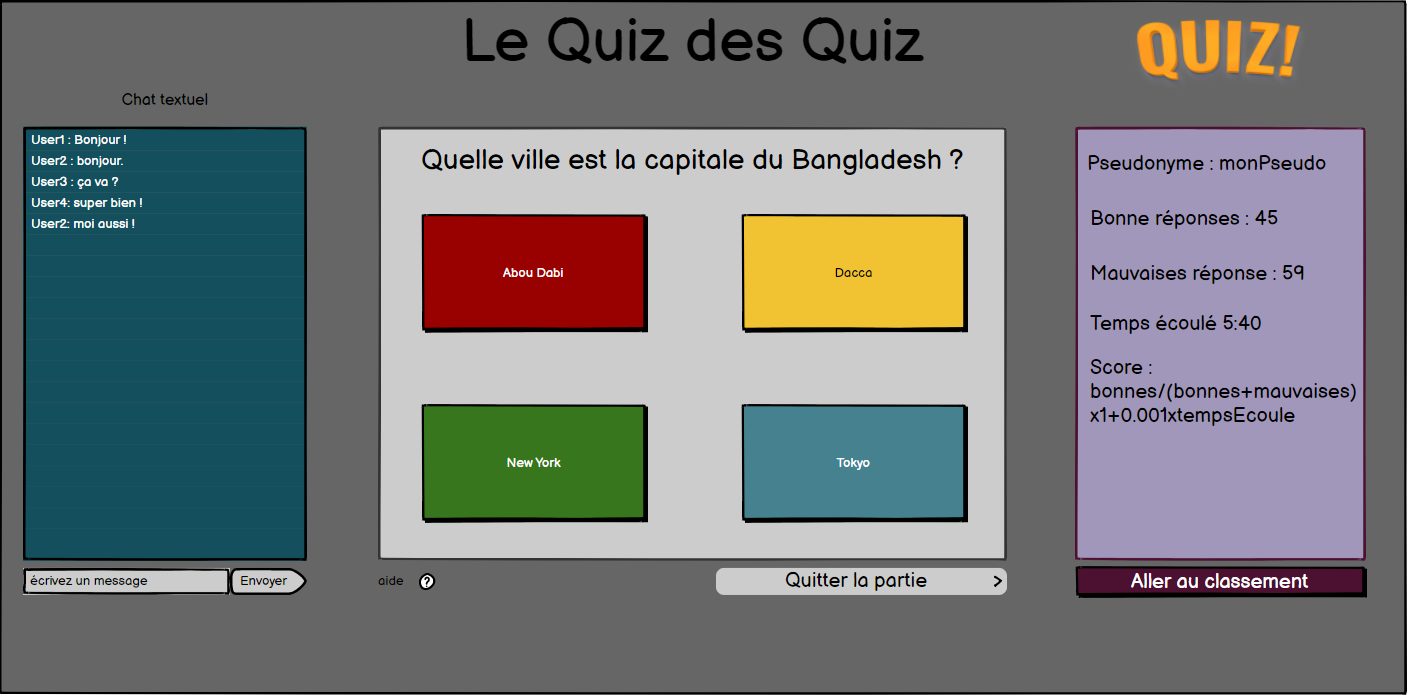 Le Quiz des Quiz
QUIZ!
Chat textuel
User1 : Bonjour !
User2 : bonjour.
User3 : ça va ?
User4: super bien !
User2: moi aussi !
écrivez un message
Envoyer
Quelle ville est la capitale du Bangladesh ?
Abou Dabi
Dacca
New York
Tokyo
aide ?
Quitter la partie >
Pseudonyme : monPseudo
Bonne réponses : 45
Mauvaises réponse : 59
Temps écoulé 5:40
Score :
bonnes/(bonnes+mauvaises)
x1+0.001xtempsEcoule
Aller au classement